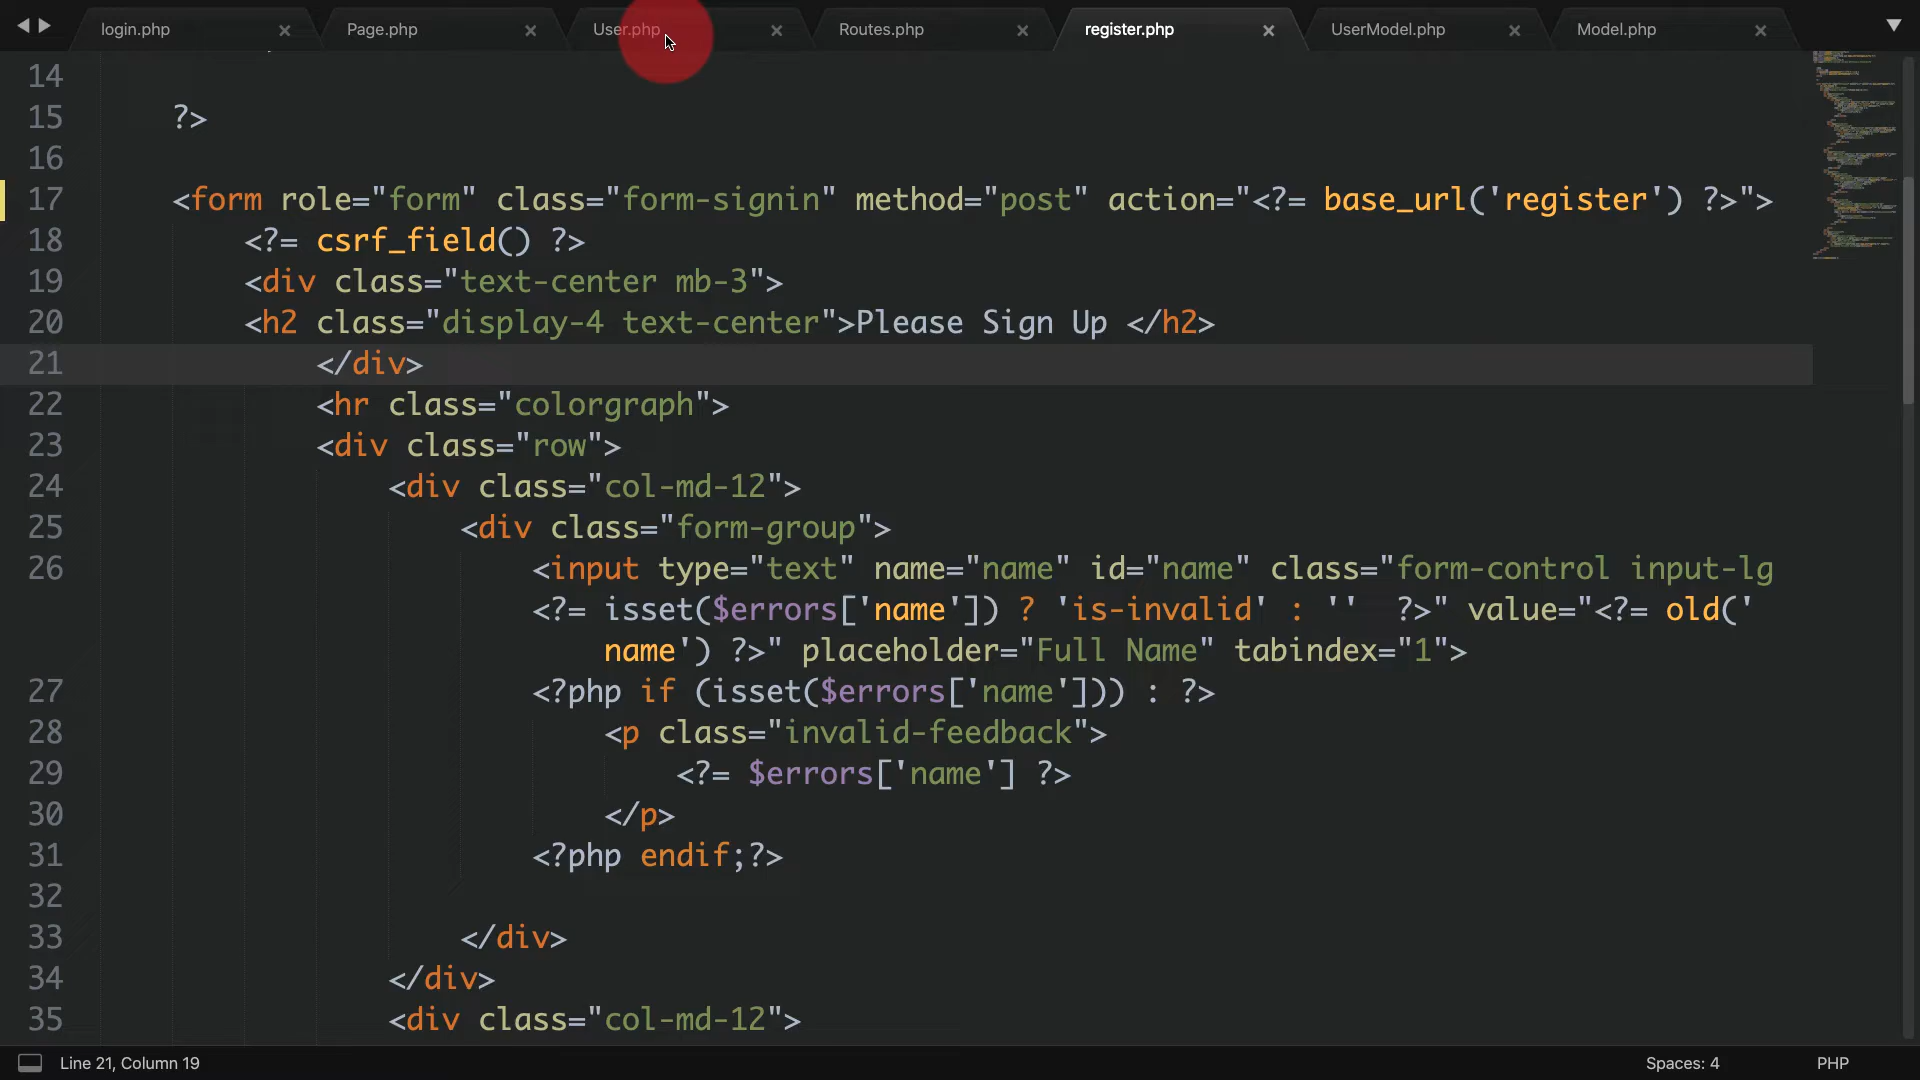 login.php Page.php User.php Routes.php register.php UserModel.php Model.php
14
15 ?>
16
17 <form role="form" class="form-signin" method="post" action="<?= base_url('register') ?>">
18 <?= csrf_field() ?>
19 <div class="text-center mb-3">
20 <h2 class="display-4 text-center">Please Sign Up </h2>
21 </div>
22 <hr class="colorgraph">
23 <div class="row">
24 <div class="col-md-12">
25 <div class="form-group">
26 <input type="text" name="name" id="name" class="form-control input-lg
<?= isset($errors['name']) ? 'is-invalid' : ''  ?>" value="<?= old('
name') ?>" placeholder="Full Name" tabindex="1">
27 <?php if (isset($errors['name'])) : ?>
28 <p class="invalid-feedback">
29 <?= $errors['name'] ?>
30 </p>
31 <?php endif;?>
32
33 </div>
34 </div>
35 <div class="col-md-12">
Line 21, Column 19 Spaces: 4 PHP